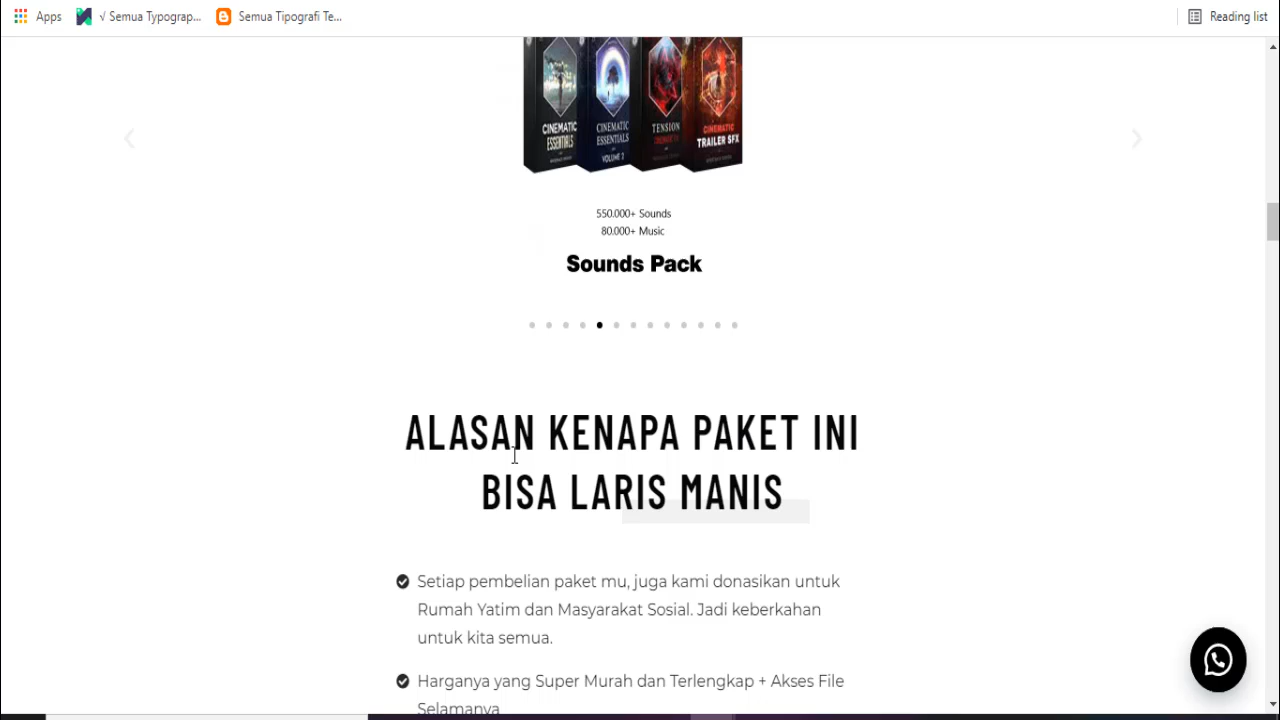 Apps
√ Semua Typograp...
Semua Tipografi Te...
Reading list
CINEMATIC
ESSENTIALS
CINEMATIC
ESSENTIALS
VOLUME 2
TENSION
CINEMATIC
TRAILER SFX
550.000+ Sounds
80.000+ Music
Sounds Pack
ALASAN KENAPA PAKET INI
BISA LARIS MANIS
Setiap pembelian paket mu, juga kami donasikan untuk
Rumah Yatim dan Masyarakat Sosial. Jadi keberkahan
untuk kita semua.
Harganya yang Super Murah dan Terlengkap + Akses File
Selamanya